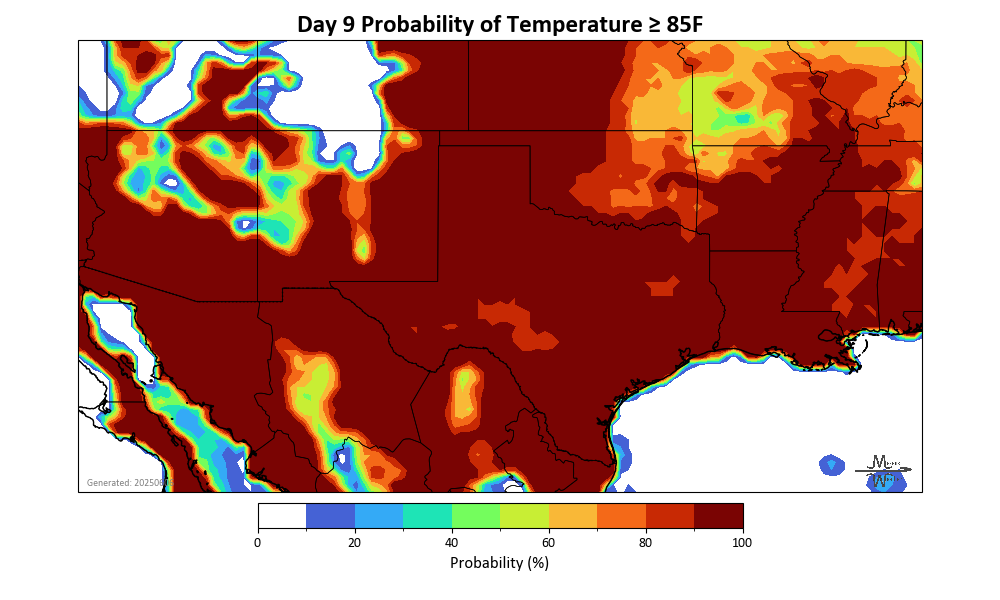 Day 9 Probability of Temperature ≥ 85F
Generated:
0 20 40 60 80 100
Probability (%)